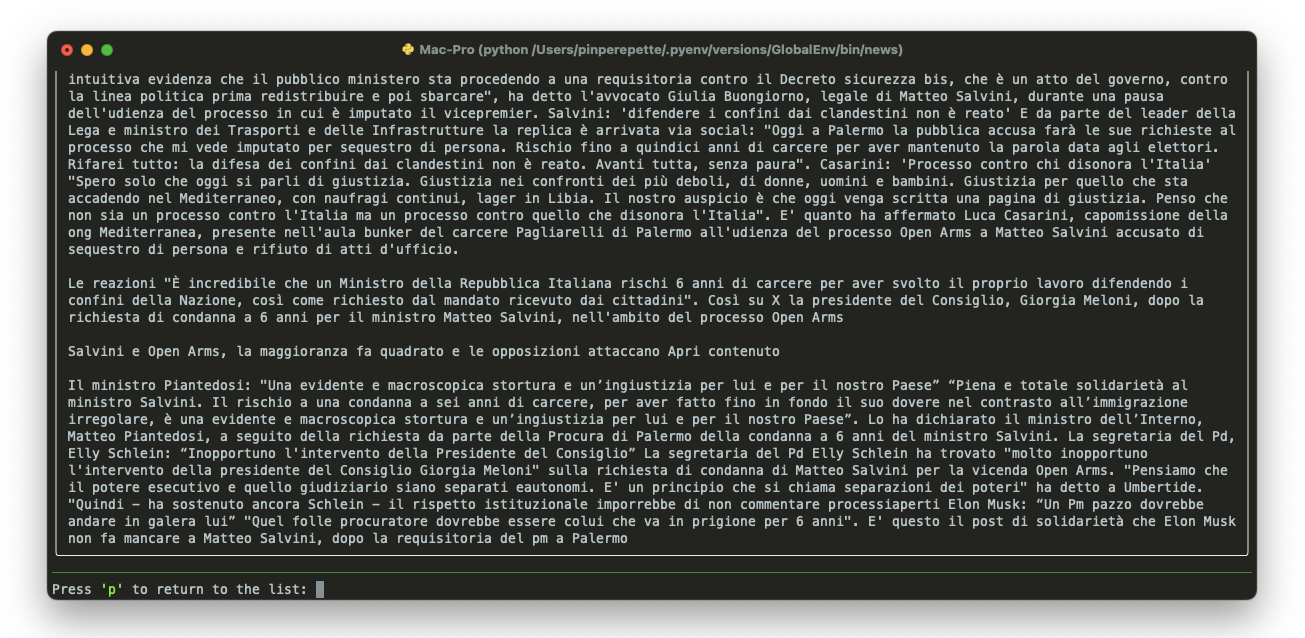 Mac-Pro (python /Users/pinperepette/.pyenv/versions/GlobalEnv/bin/news)
intuitiva evidenza che il pubblico ministero sta procedendo a una requisitoria contro il Decreto sicurezza bis, che è un atto del governo, contro
la linea politica prima redistribuire e poi sbarcare", ha detto l'avvocato Giulia Buongiorno, legale di Matteo Salvini, durante una pausa
dell'udienza del processo in cui è imputato il vicepremier. Salvini: 'difendere i confini dai clandestini non è reato' E da parte del leader della
Lega e ministro dei Trasporti e delle Infrastrutture la replica è arrivata via social: "Oggi a Palermo la pubblica accusa farà le sue richieste al
processo che mi vede imputato per sequestro di persona. Rischio fino a quindici anni di carcere per aver mantenuto la parola data agli elettori.
Rifarei tutto: la difesa dei confini dai clandestini non è reato. Avanti tutta, senza paura". Casarini: 'Processo contro chi disonora l'Italia'
"Spero solo che oggi si parli di giustizia. Giustizia nei confronti dei più deboli, di donne, uomini e bambini. Giustizia per quello che sta
accadendo nel Mediterraneo, con naufragi continui, lager in Libia. Il nostro auspicio è che oggi venga scritta una pagina di giustizia. Penso che
non sia un processo contro l'Italia ma un processo contro quello che disonora l'Italia". E' quanto ha affermato Luca Casarini, capomissione della
ong Mediterranea, presente nell'aula bunker del carcere Pagliarelli di Palermo all'udienza del processo Open Arms a Matteo Salvini accusato di
sequestro di persona e rifiuto di atti d'ufficio.
Le reazioni "È incredibile che un Ministro della Repubblica Italiana rischi 6 anni di carcere per aver svolto il proprio lavoro difendendo i
confini della Nazione, così come richiesto dal mandato ricevuto dai cittadini". Così su X la presidente del Consiglio, Giorgia Meloni, dopo la
richiesta di condanna a 6 anni per il ministro Matteo Salvini, nell'ambito del processo Open Arms
Salvini e Open Arms, la maggioranza fa quadrato e le opposizioni attaccano Apri contenuto
Il ministro Piantedosi: "Una evidente e macroscopica stortura e un’ingiustizia per lui e per il nostro Paese” “Piena e totale solidarietà al
ministro Salvini. Il rischio a una condanna a sei anni di carcere, per aver fatto fino in fondo il suo dovere nel contrasto all’immigrazione
irregolare, è una evidente e macroscopica stortura e un’ingiustizia per lui e per il nostro Paese”. Lo ha dichiarato il ministro dell’Interno,
Matteo Piantedosi, a seguito della richiesta da parte della Procura di Palermo della condanna a 6 anni del ministro Salvini. La segretaria del Pd,
Elly Schlein: “Inopportuno l'intervento della Presidente del Consiglio” La segretaria del Pd Elly Schlein ha trovato "molto inopportuno
l'intervento della presidente del Consiglio Giorgia Meloni" sulla richiesta di condanna di Matteo Salvini per la vicenda Open Arms. "Pensiamo che
il potere esecutivo e quello giudiziario siano separati eautonomi. E' un principio che si chiama separazioni dei poteri" ha detto a Umbertide.
"Quindi – ha sostenuto ancora Schlein – il rispetto istituzionale imporrebbe di non commentare processiaperti Elon Musk: “Un Pm pazzo dovrebbe
andare in galera lui” "Quel folle procuratore dovrebbe essere colui che va in prigione per 6 anni". E' questo il post di solidarietà che Elon Musk
non fa mancare a Matteo Salvini, dopo la requisitoria del pm a Palermo
Press 'p' to return to the list: